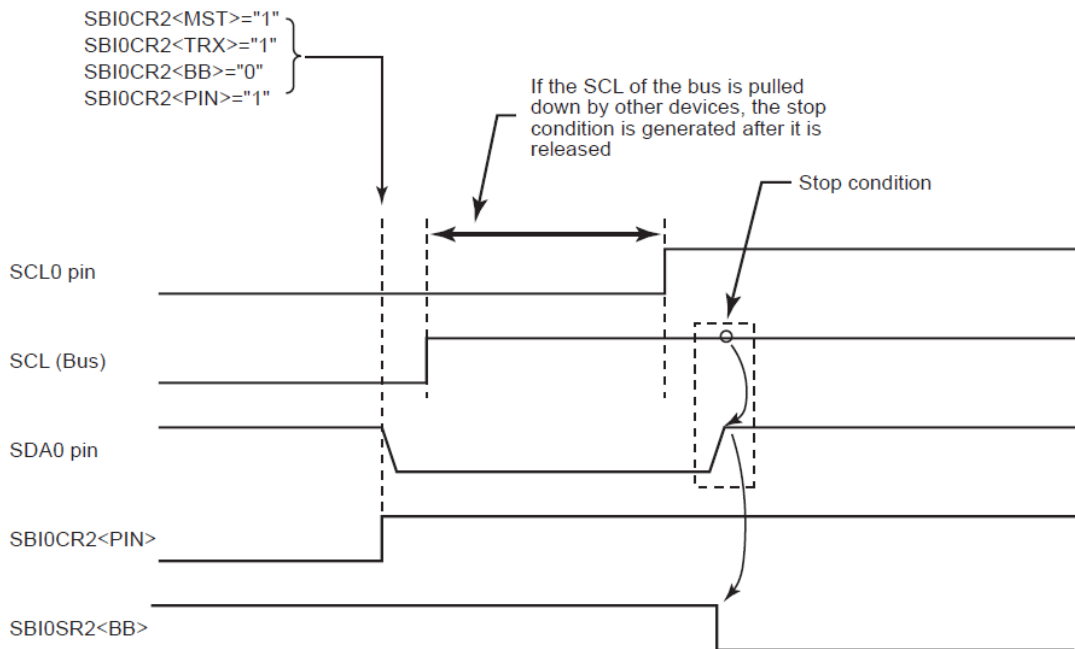 SBI0CR2<MST>="1"
SBI0CR2<TRX>="1"
SBI0CR2<BB>="0"
SBI0CR2<PIN>="1"
If the SCL of the bus is pulled
down by other devices, the stop
condition is generated after it is
released
Stop condition
SCL0 pin
SCL (Bus)
SDA0 pin
SBI0CR2<PIN>
SBI0SR2<BB>